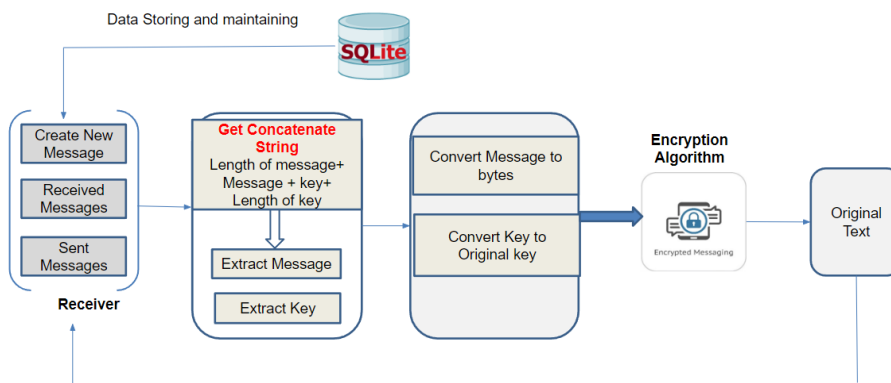 Data Storing and maintaining
SQLite
Create New
Message
Received
Messages
Sent
Messages
Receiver
Get Concatenate
String
Length of message+
Message + key+
Length of key
Extract Message
Extract Key
Convert Message to
bytes
Convert Key to
Original key
Encryption
Algorithm
Encrypted Messaging
Original
Text